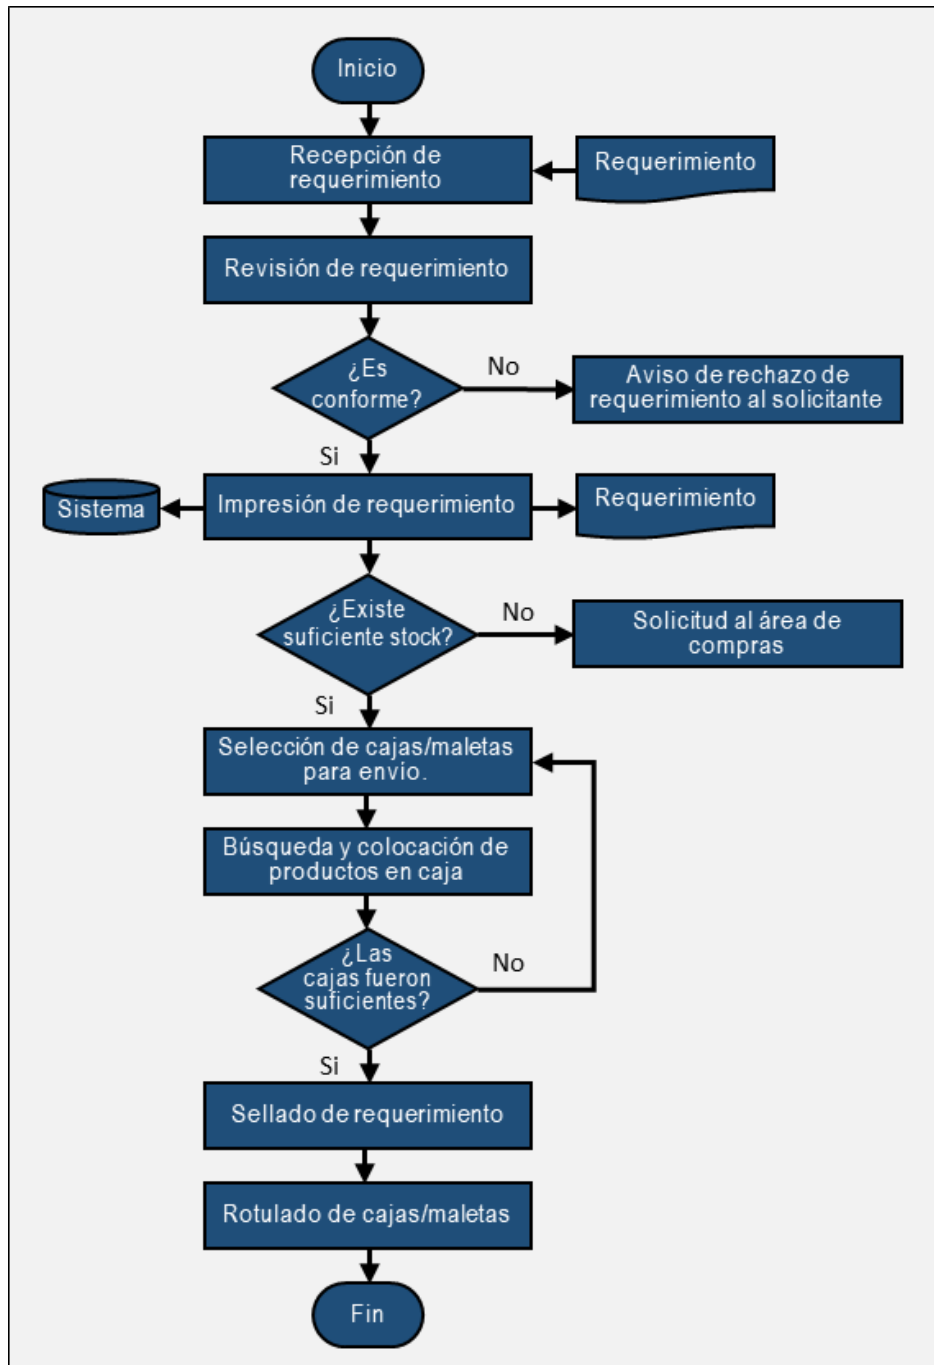 Inicio
Recepción de
requerimiento
Requerimiento
Revisión de requerimiento
¿Es
conforme?
No
Aviso de rechazo de
requerimiento al solicitante
Si
Sistema
Impresión de requerimiento
Requerimiento
¿Existe
suficiente stock?
No
Solicitud al área de
compras
Si
Selección de cajas/maletas
para envío.
Búsqueda y colocación de
productos en caja
¿Las
cajas fueron
suficientes?
No
Si
Sellado de requerimiento
Rotulado de cajas/maletas
Fin